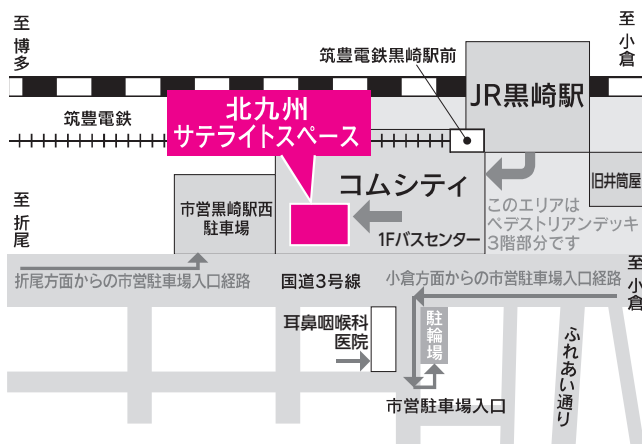 至 博多
至 小倉
筑豊電鉄黒崎駅前
JR黒崎駅
筑豊電鉄
北九州
サテライトスペース
コムシティ
旧井筒屋
市営黒崎駅西
駐車場
1Fバスセンター
このエリアは
ペデストリアンデッキ
3階部分です
至 折尾
折尾方面からの市営駐車場入口経路
国道3号線
小倉方面からの市営駐車場入口経路
至 小倉
耳鼻咽喉科
医院
駐輪場
ふれあい通り
市営駐車場入口